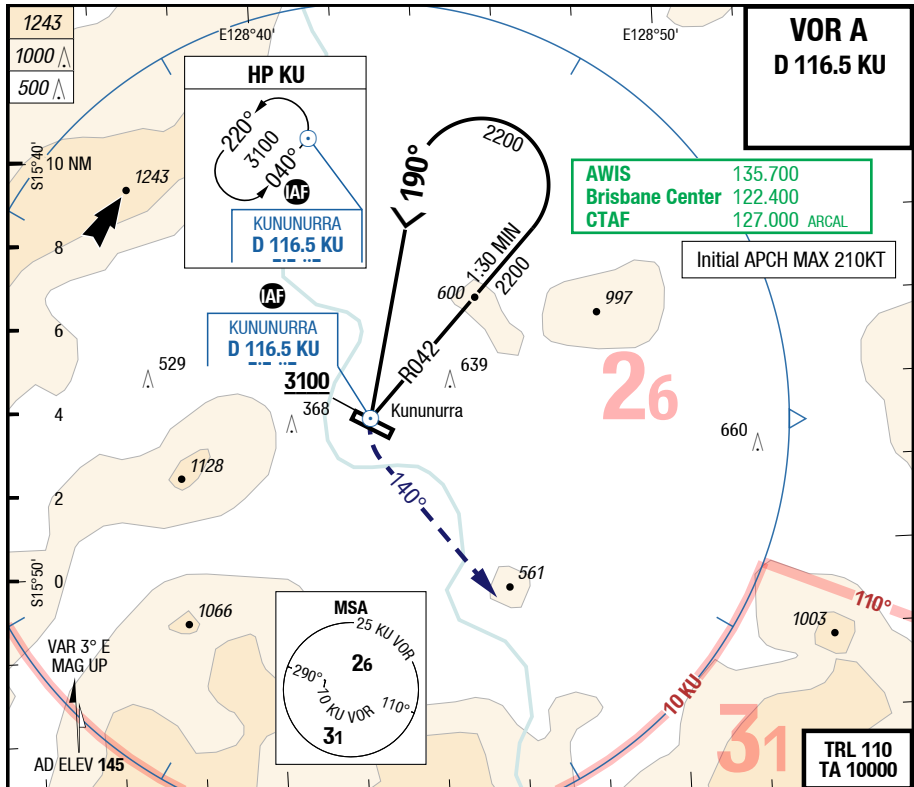 1243
1000
500
E128°40'
E128°50'
VOR A
D 116.5 KU
HP KU
220°
3100
040°
IAF
KUNUNURRA
D 116.5 KU
S15°40'
10 NM
1243
190°
2200
AWIS 135.700
Brisbane Center 122.400
CTAF 127.000 ARCAL
Initial APCH MAX 210KT
8
1:30 MIN
2200
600
997
IAF
KUNUNURRA
D 116.5 KU
6
529
R042
639
26
3100
368
Kununurra
4
660
1128
140°
2
S15°50'
0
561
110°
1066
1003
MSA
25 KU VOR
26
290°
70 KU VOR
110°
31
VAR 3° E
MAG UP
10 KU
31
AD ELEV 145
TRL 110
TA 10000